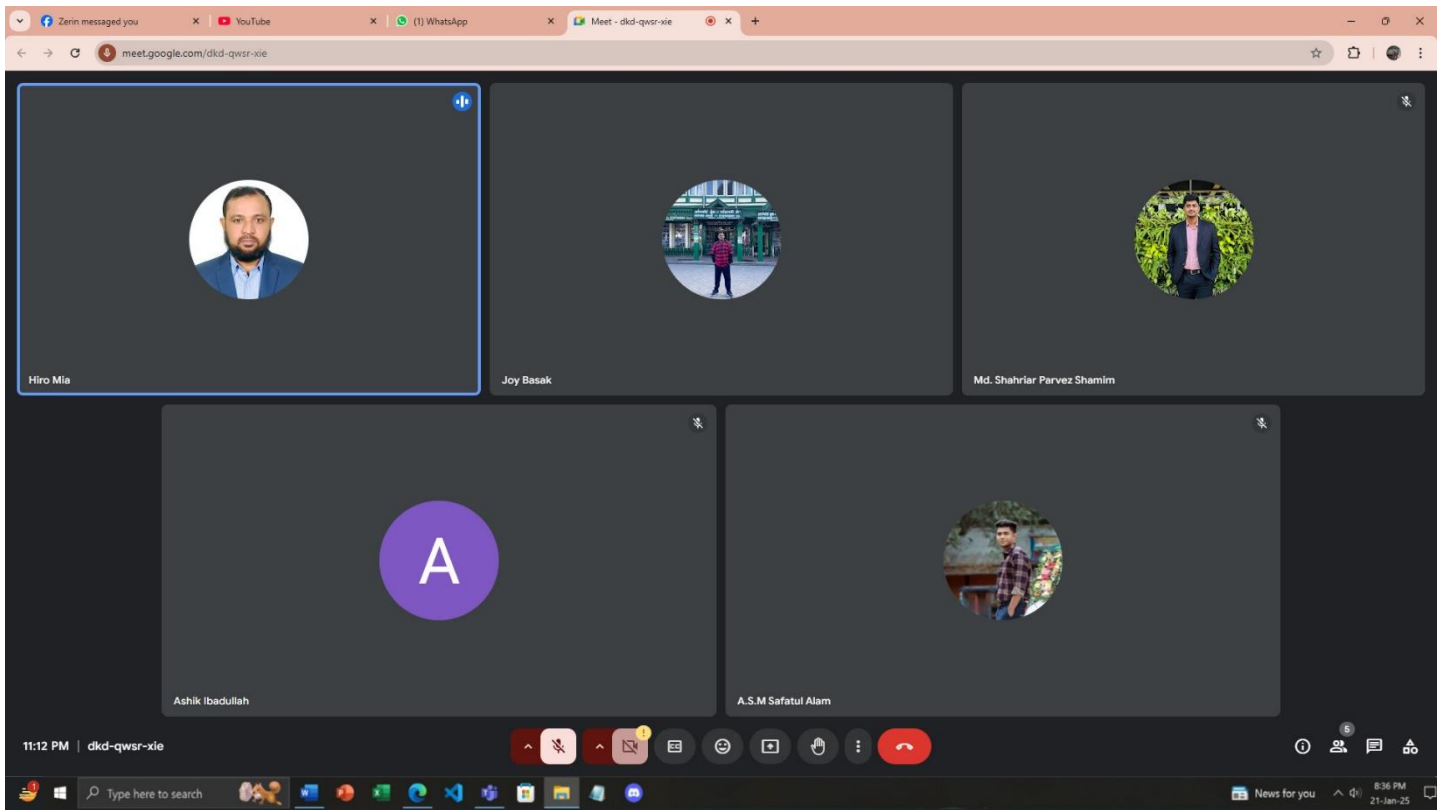 Zerin messaged you
YouTube
(1) WhatsApp
Meet - dkd-qwsr-xie
meet.google.com/dkd-qwsr-xie
Hiro Mia
Joy Basak
Md. Shahriar Parvez Shamim
A
Ashik Ibadullah
A.S.M Safatul Alam
11:12 PM | dkd-qwsr-xie
CC
5
Type here to search
News for you
8:36 PM
21-Jan-25